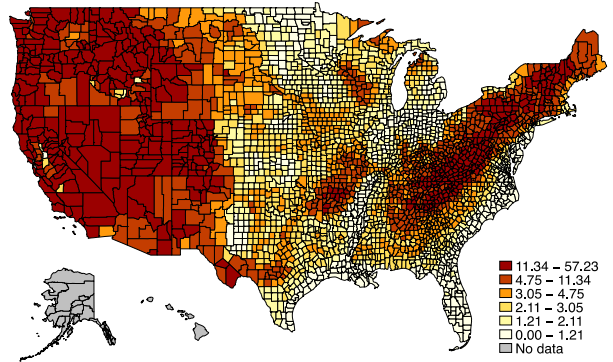 11.34 – 57.23
4.75 – 11.34
3.05 – 4.75
2.11 – 3.05
1.21 – 2.11
0.00 – 1.21
No data